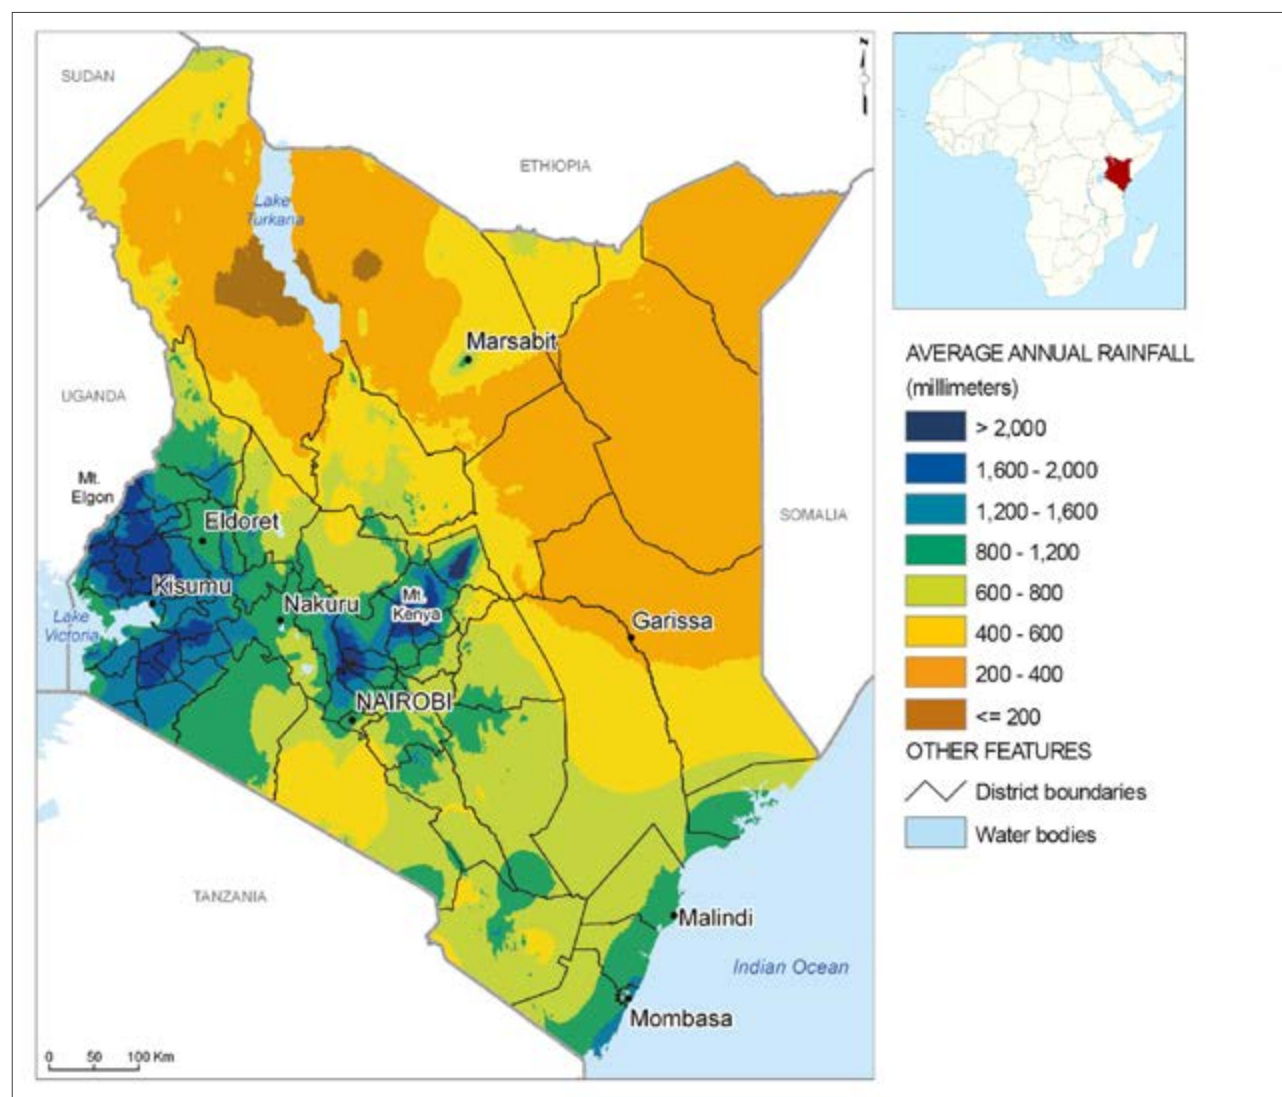 SUDAN
ETHIOPIA
N
Lake
Turkana
Marsabit
UGANDA
Mt.
Elgon
Eldoret
SOMALIA
Kisumu
Nakuru
Mt.
Kenya
Lake
Victoria
Garissa
NAIROBI
TANZANIA
Malindi
Indian Ocean
Mombasa
0 50 100 Km
AVERAGE ANNUAL RAINFALL
(millimeters)
> 2,000
1,600 - 2,000
1,200 - 1,600
800 - 1,200
600 - 800
400 - 600
200 - 400
<= 200
OTHER FEATURES
District boundaries
Water bodies